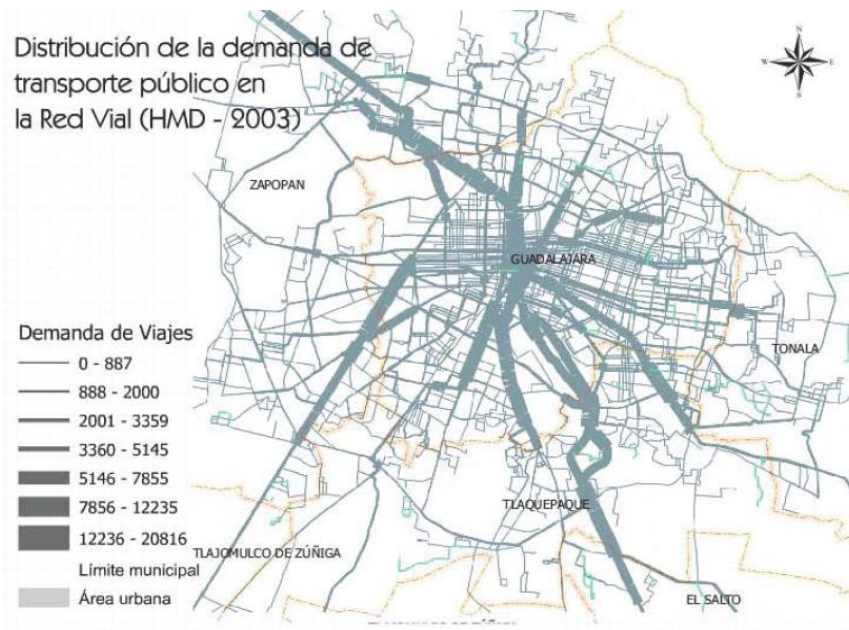 Distribución de la demanda de
transporte público en
la Red Vial (HMD - 2003)
N
W
E
S
ZAPOPAN
GUADALAJARA
TONALA
TLAQUEPAQUE
TLAJOMULCO DE ZÚÑIGA
EL SALTO
Demanda de Viajes
0 - 887
888 - 2000
2001 - 3359
3360 - 5145
5146 - 7855
7856 - 12235
12236 - 20816
Límite municipal
Área urbana